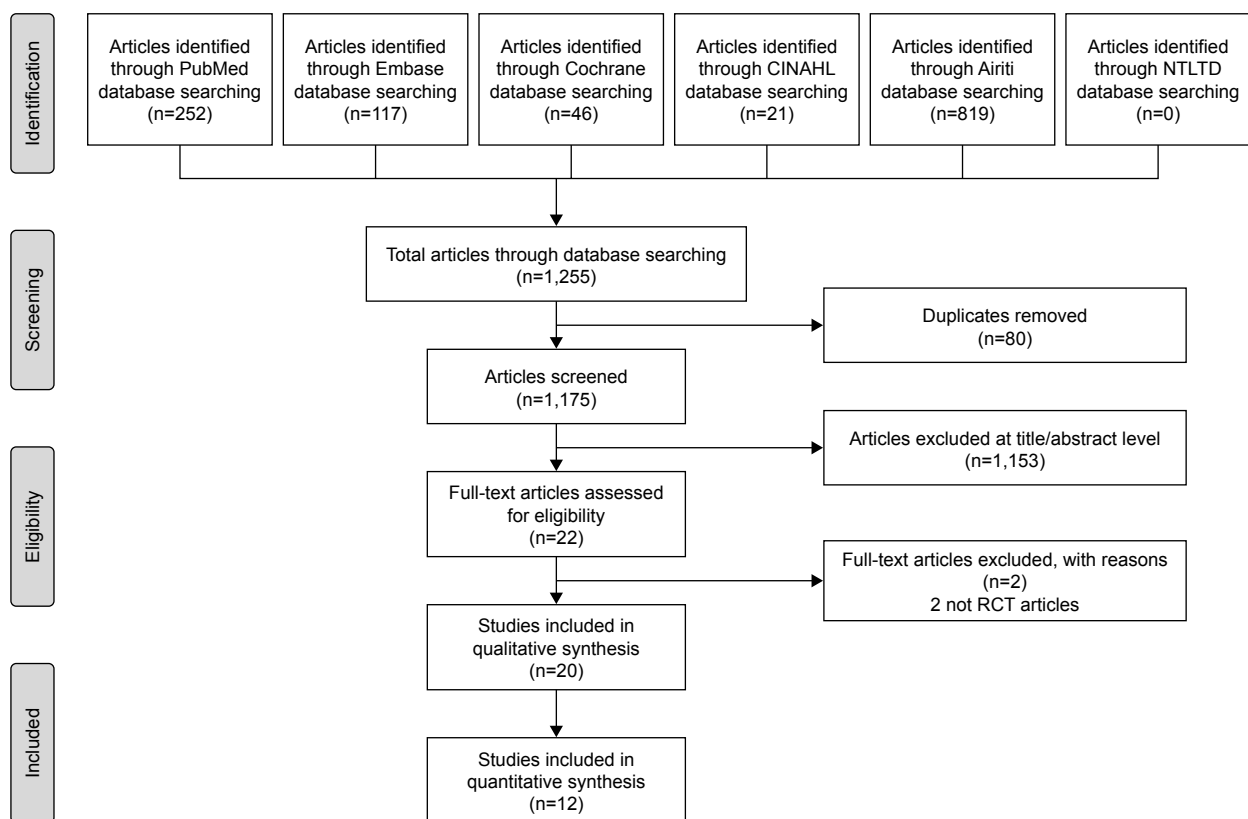 Identification
Articles identified
through PubMed
database searching
(n=252)
Articles identified
through Embase
database searching
(n=117)
Articles identified
through Cochrane
database searching
(n=46)
Articles identified
through CINAHL
database searching
(n=21)
Articles identified
through Airiti
database searching
(n=819)
Articles identified
through NTLTD
database searching
(n=0)
Screening
Total articles through database searching
(n=1,255)
Duplicates removed
(n=80)
Articles screened
(n=1,175)
Eligibility
Articles excluded at title/abstract level
(n=1,153)
Full-text articles assessed
for eligibility
(n=22)
Full-text articles excluded, with reasons
(n=2)
2 not RCT articles
Studies included in
qualitative synthesis
(n=20)
Included
Studies included in
quantitative synthesis
(n=12)